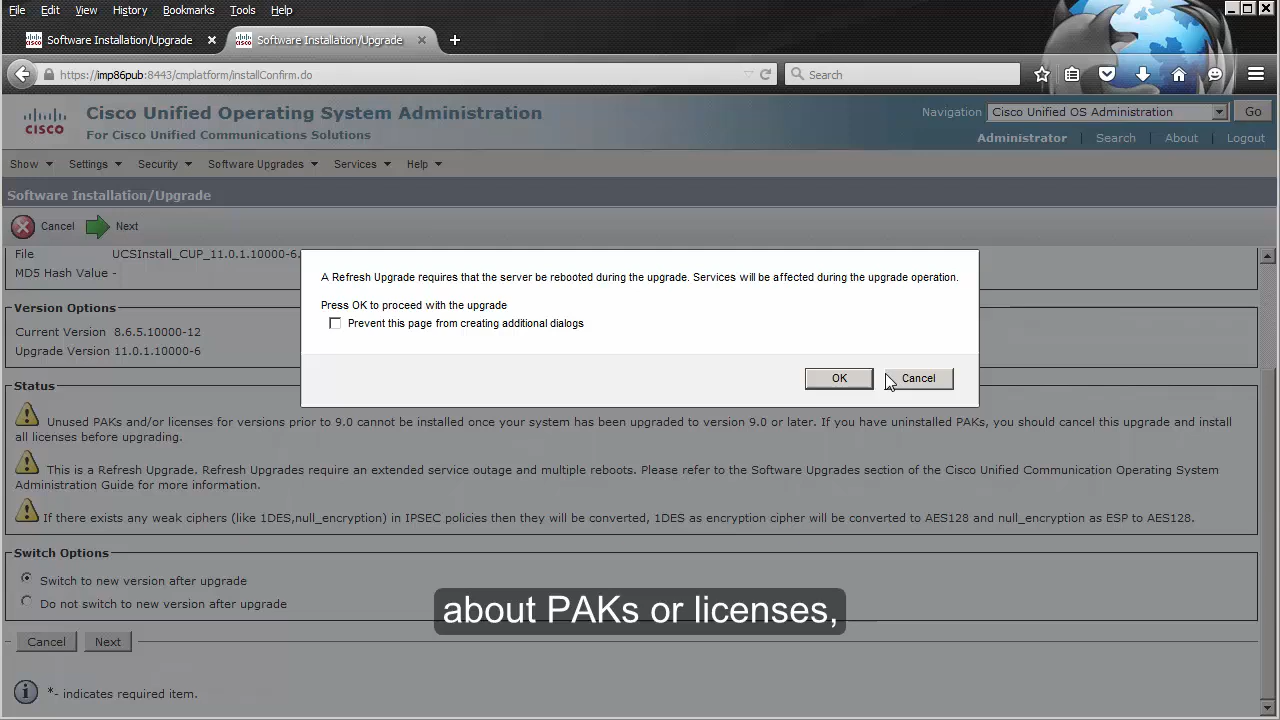 File Edit View History Bookmarks Tools Help
Software Installation/Upgrade × Software Installation/Upgrade × +
https://imp86pub:8443/cmplatform/installConfirm.do Search
Cisco Unified Operating System Administration
For Cisco Unified Communications Solutions
CISCO
Navigation Cisco Unified OS Administration Go
Administrator | Search | About | Logout
Show Settings Security Software Upgrades Services Help
Software Installation/Upgrade
Cancel Next
File UCSInstall_CUP_11.0.1.10000-6.
MD5 Hash Value -
A Refresh Upgrade requires that the server be rebooted during the upgrade. Services will be affected during the upgrade operation.
Press OK to proceed with the upgrade
Prevent this page from creating additional dialogs
OK Cancel
Version Options
Current Version 8.6.5.10000-12
Upgrade Version 11.0.1.10000-6
Status
Unused PAKs and/or licenses for versions prior to 9.0 cannot be installed once your system has been upgraded to version 9.0 or later. If you have uninstalled PAKs, you should cancel this upgrade and install
all licenses before upgrading.
This is a Refresh Upgrade. Refresh Upgrades require an extended service outage and multiple reboots. Please refer to the Software Upgrades section of the Cisco Unified Communication Operating System
Administration Guide for more information.
If there exists any weak ciphers (like 1DES,null_encryption) in IPSEC policies then they will be converted, 1DES as encryption cipher will be converted to AES128 and null_encryption as ESP to AES128.
Switch Options
Switch to new version after upgrade
Do not switch to new version after upgrade
about PAKs or licenses,
Cancel Next
*- indicates required item.